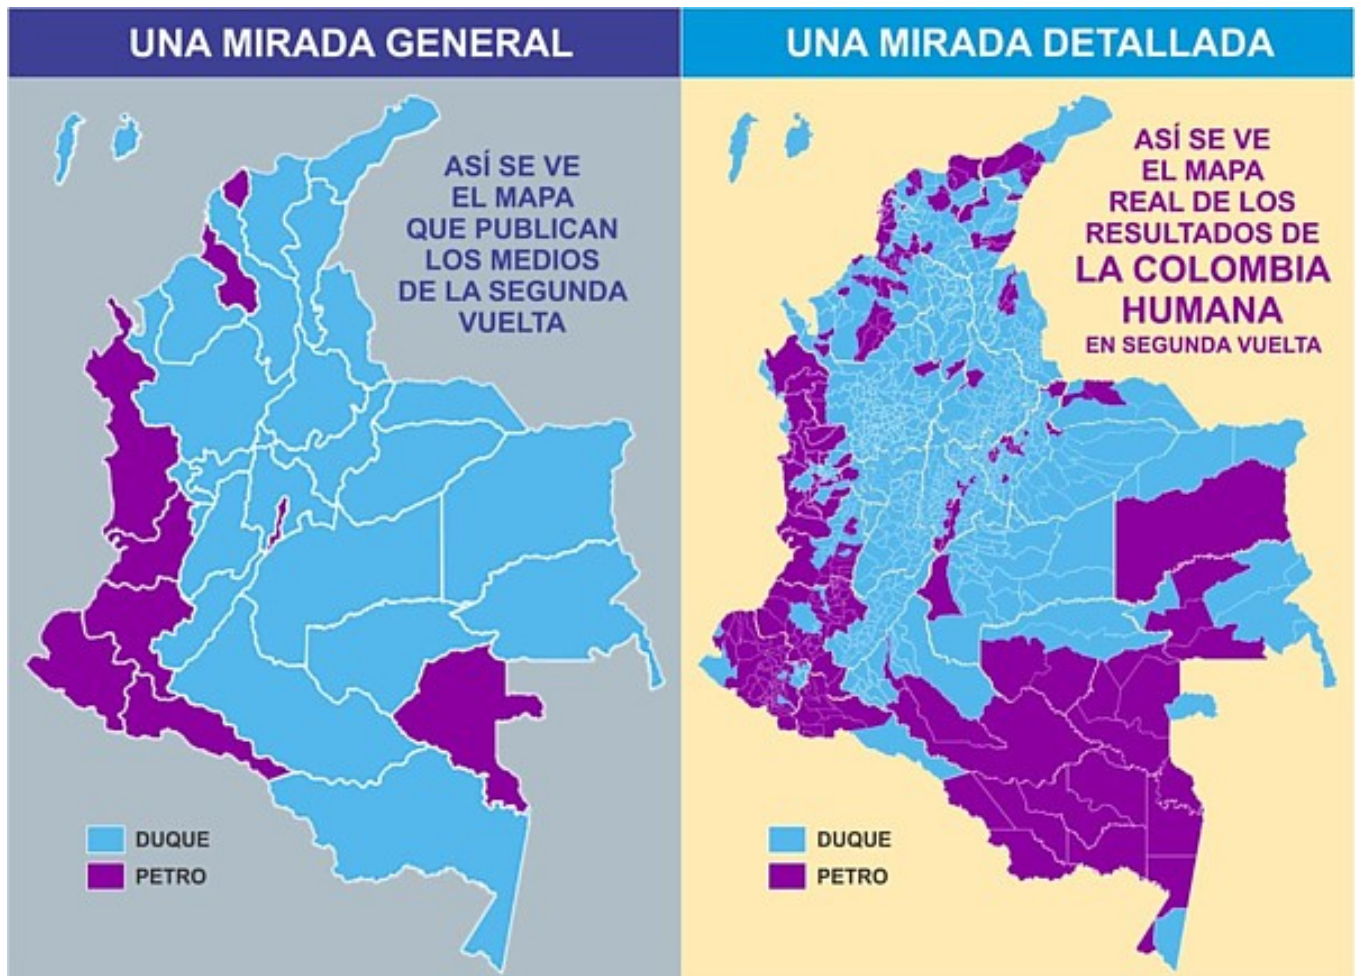 UNA MIRADA GENERAL
ASÍ SE VE
EL MAPA
QUE PUBLICAN
LOS MEDIOS
DE LA SEGUNDA
VUELTA
DUQUE
PETRO
UNA MIRADA DETALLADA
ASÍ SE VE
EL MAPA
REAL DE LOS
RESULTADOS DE
LA COLOMBIA
HUMANA
EN SEGUNDA VUELTA
DUQUE
PETRO